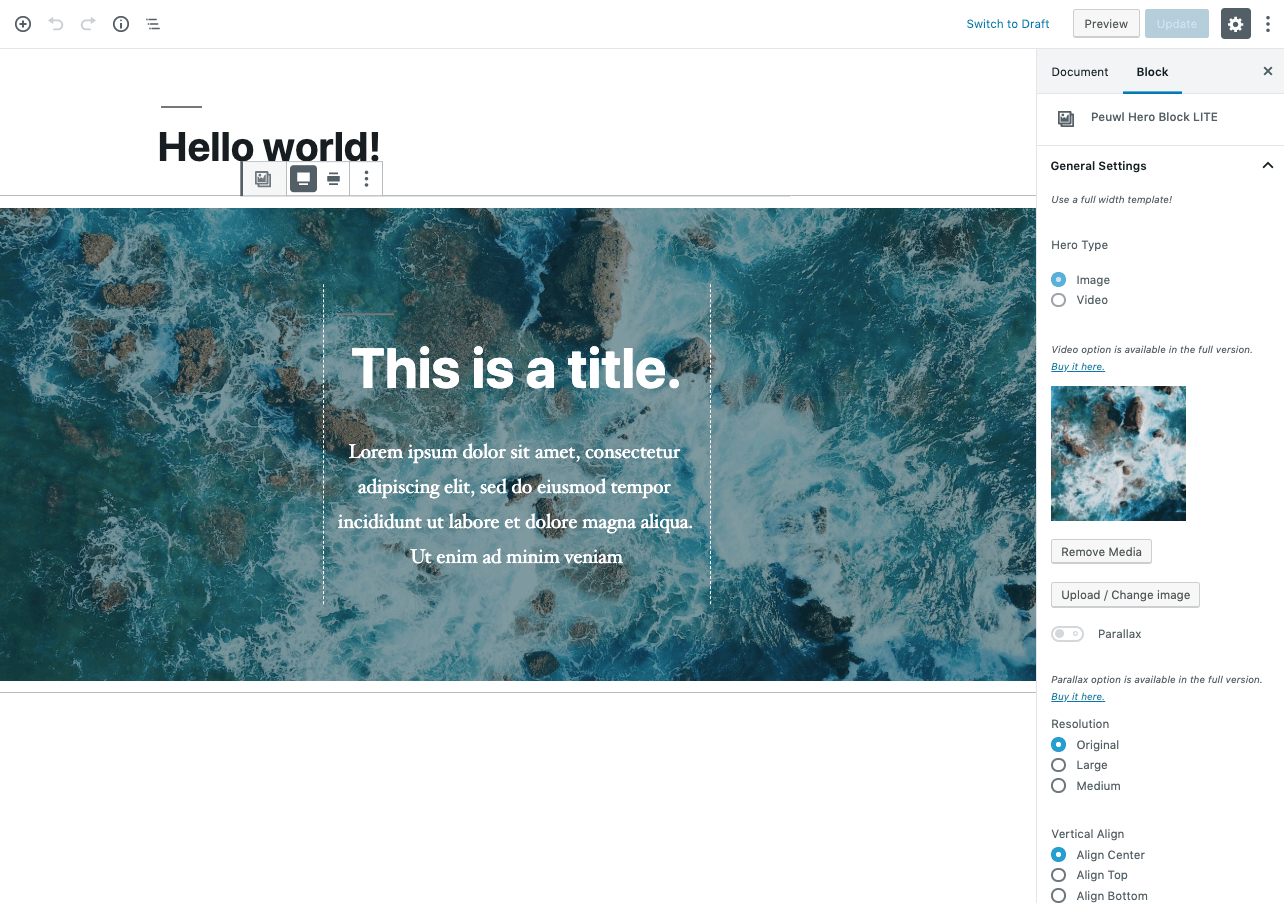 Switch to Draft
Preview
Update
Document
Block
Hello world!
This is a title.
Lorem ipsum dolor sit amet, consectetur
adipiscing elit, sed do eiusmod tempor
incididunt ut labore et dolore magna aliqua.
Ut enim ad minim veniam
Peuwl Hero Block LITE
General Settings
Use a full width template!
Hero Type
Image
Video
Video option is available in the full version.
Buy it here.
Remove Media
Upload / Change image
Parallax
Parallax option is available in the full version.
Buy it here.
Resolution
Original
Large
Medium
Vertical Align
Align Center
Align Top
Align Bottom